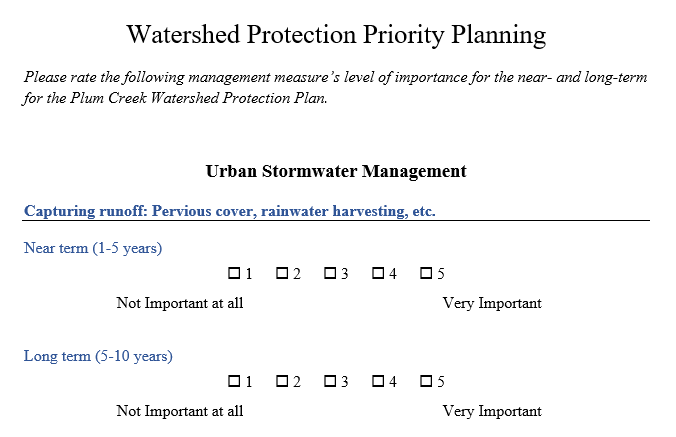 Watershed Protection Priority Planning
Please rate the following management measure's level of importance for the near- and long-term
for the Plum Creek Watershed Protection Plan.
Urban Stormwater Management
Capturing runoff: Pervious cover, rainwater harvesting, etc.
Near term (1-5 years)
☐ 1 ☐ 2 ☐ 3 ☐ 4 ☐ 5
Not Important at all Very Important
Long term (5-10 years)
☐ 1 ☐ 2 ☐ 3 ☐ 4 ☐ 5
Not Important at all Very Important